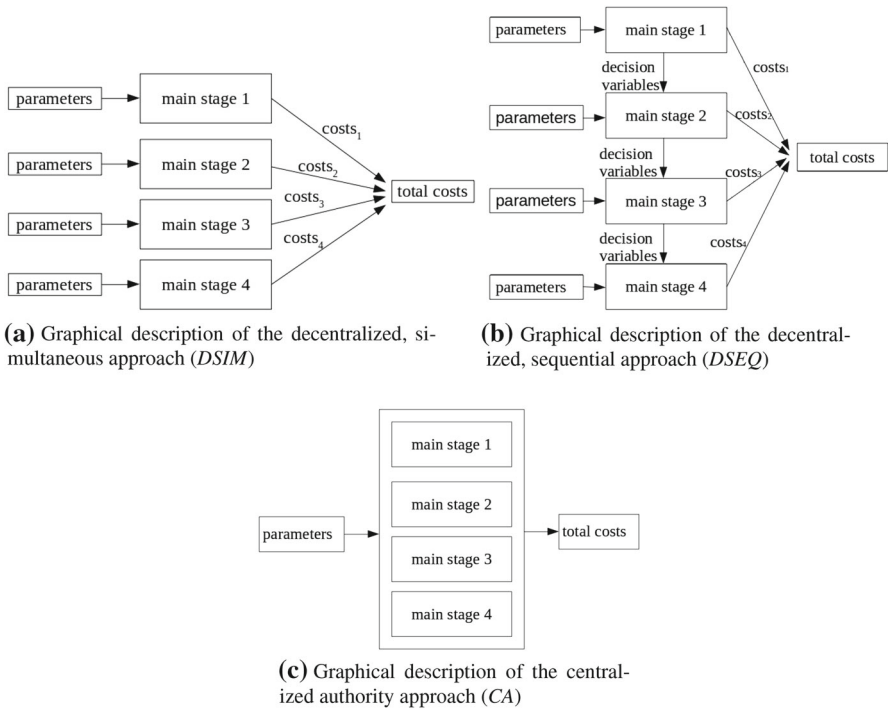 parameters
main stage 1
costs1
parameters
main stage 2
costs2
parameters
main stage 3
costs3
parameters
main stage 4
costs4
total costs
(a) Graphical description of the decentralized, si-
multaneous approach (DSIM)
parameters
main stage 1
costs1
decision
variables
parameters
main stage 2
costs2
decision
variables
parameters
main stage 3
costs3
decision
variables
parameters
main stage 4
costs4
total costs
(b) Graphical description of the decentral-
ized, sequential approach (DSEQ)
parameters
main stage 1
main stage 2
main stage 3
main stage 4
total costs
(c) Graphical description of the central-
ized authority approach (CA)